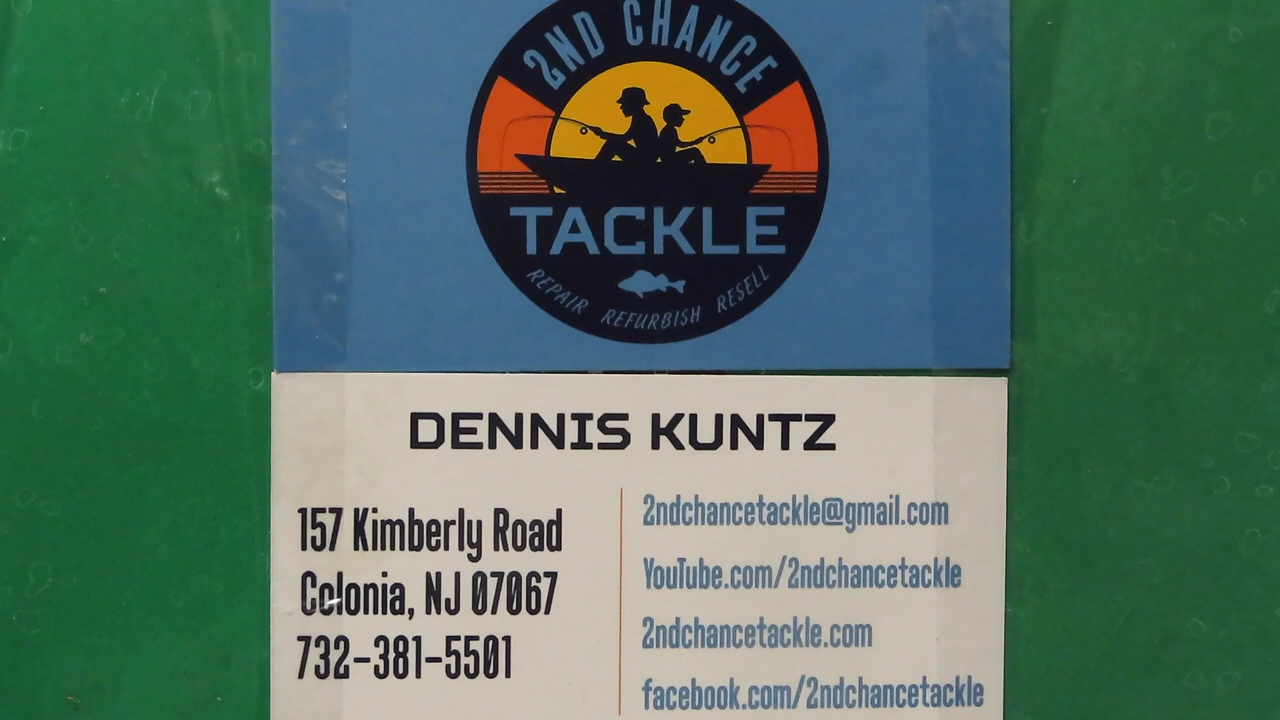 2ND CHANCE
TACKLE
REPAIR REFURBISH RESELL
DENNIS KUNTZ
157 Kimberly Road
Colonia, NJ 07067
732-381-5501
2ndchancetackle@gmail.com
YouTube.com/2ndchancetackle
2ndchancetackle.com
facebook.com/2ndchancetackle